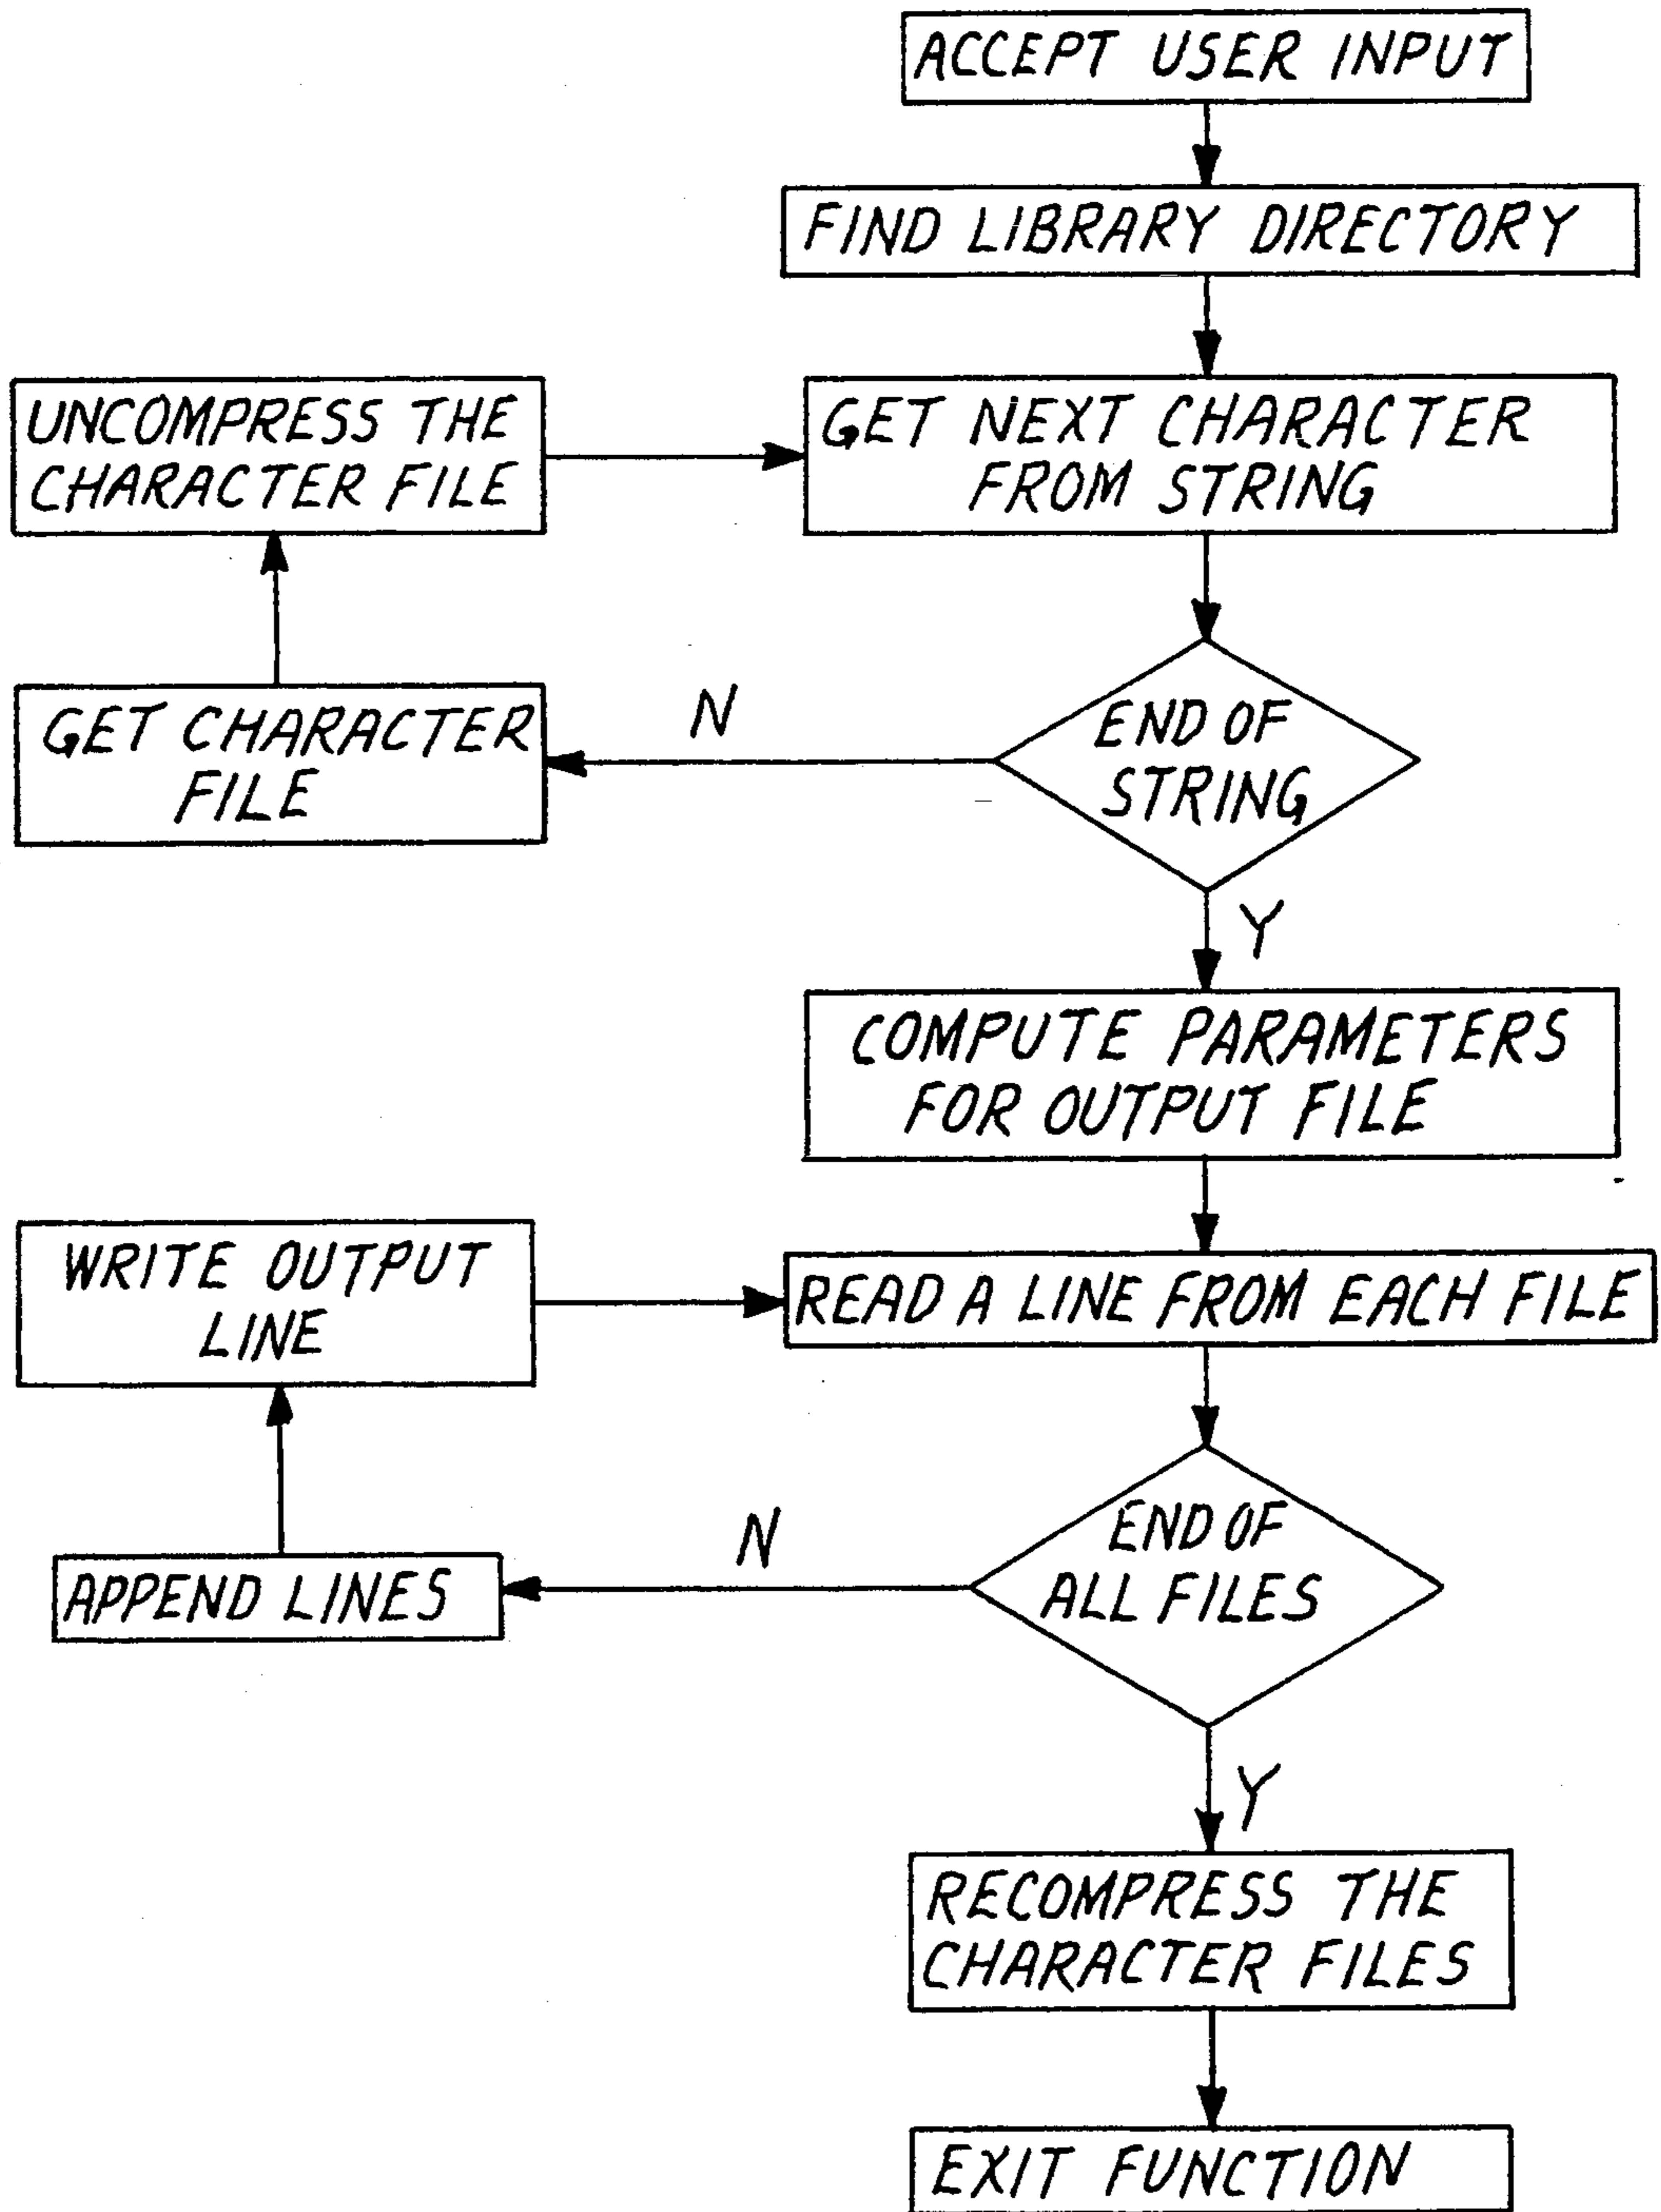 ACCEPT USER INPUT
FIND LIBRARY DIRECTORY
UNCOMPRESS THE
CHARACTER FILE
GET NEXT CHARACTER
FROM STRING
GET CHARACTER
FILE
N
END OF
STRING
Y
COMPUTE PARAMETERS
FOR OUTPUT FILE
WRITE OUTPUT
LINE
READ A LINE FROM EACH FILE
APPEND LINES
N
END OF
ALL FILES
Y
RECOMPRESS THE
CHARACTER FILES
EXIT FUNCTION